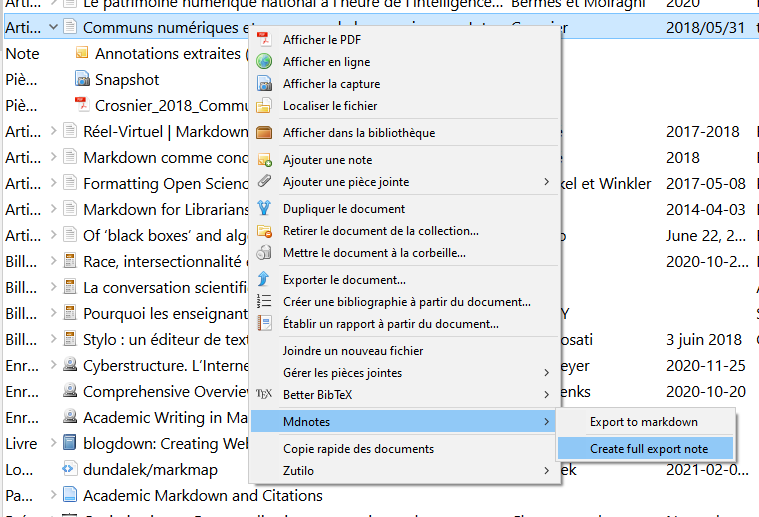 Arti... Le patrimoine numérique national à l'heure de l'intelligence... Bermès et Moiraghi 2020
Arti... Communs numériques et Crosnier 2018/05/31
Note Annotations extraites (
Piè... Snapshot
Piè... Crosnier_2018_Commu
Arti... Réel-Virtuel | Markdown 2017-2018
Arti... Markdown comme cond 2018
Arti... Formatting Open Scienc kel et Winkler 2017-05-08
Arti... Markdown for Librarians 2014-04-03
Arti... Of 'black boxes' and alg June 22, 2...
Bill... Race, intersectionnalité 2020-10-2...
Bill... La conversation scientifi
Bill... Pourquoi les enseignant Y
Bill... Stylo : un éditeur de tex osati 3 juin 2018
Enr... Cyberstructure. L'Interne eyer 2020-11-25
Enr... Comprehensive Overview enks 2020-10-20
Enr... Academic Writing in Ma
Livre blogdown: Creating Web
Lo... dundalek/markmap ek 2021-02-0...
Pa... Academic Markdown and Citations
Afficher le PDF
Afficher en ligne
Afficher la capture
Localiser le fichier
Afficher dans la bibliothèque
Ajouter une note
Ajouter une pièce jointe
Dupliquer le document
Retirer le document de la collection...
Mettre le document à la corbeille...
Exporter le document...
Créer une bibliographie à partir du document...
Établir un rapport à partir du document...
Joindre un nouveau fichier
Gérer les pièces jointes
TEX Better BibTeX
Mdnotes
Copie rapide des documents
Zutilo
Export to markdown
Create full export note